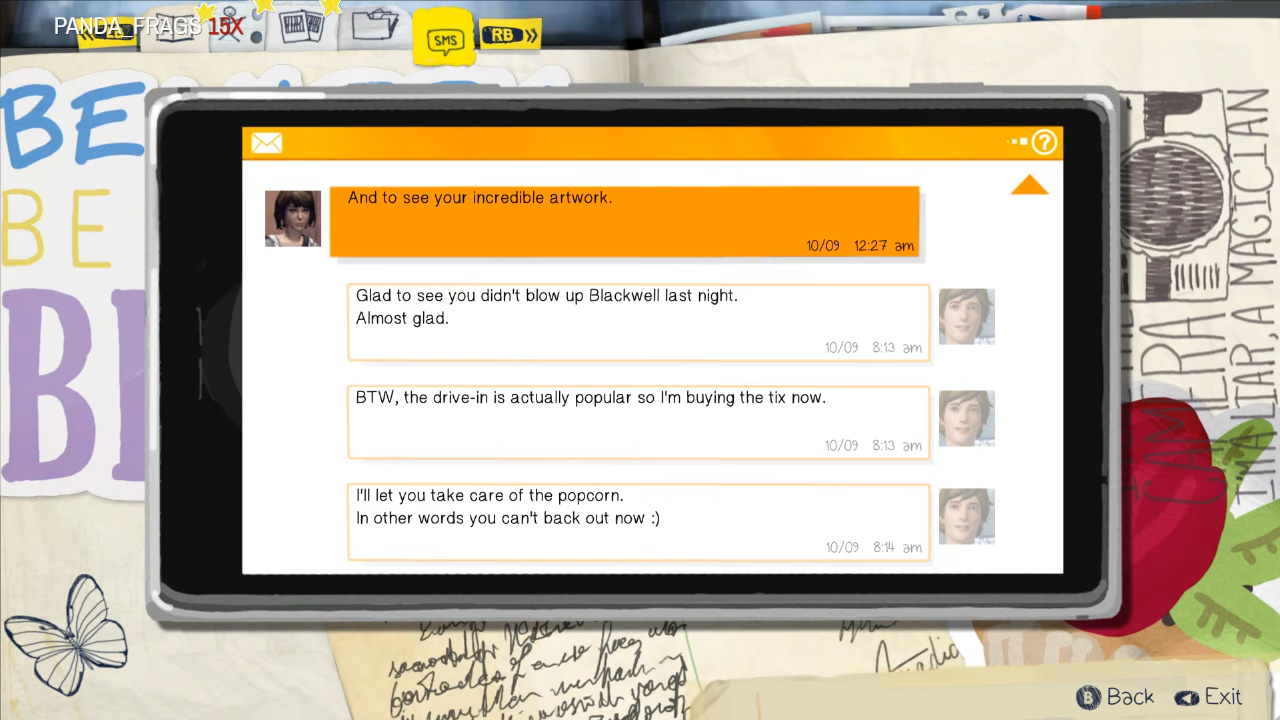 PANDA_FRAGS 15X
SMS
RB
BE
BE
And to see your incredible artwork.
10/09 12:27 am
Glad to see you didn't blow up Blackwell last night.
Almost glad.
10/09 8:13 am
BTW, the drive-in is actually popular so I'm buying the tix now.
10/09 8:13 am
I'll let you take care of the popcorn.
In other words you can't back out now :)
10/09 8:14 am
A MAGICIAN
B Back
Exit